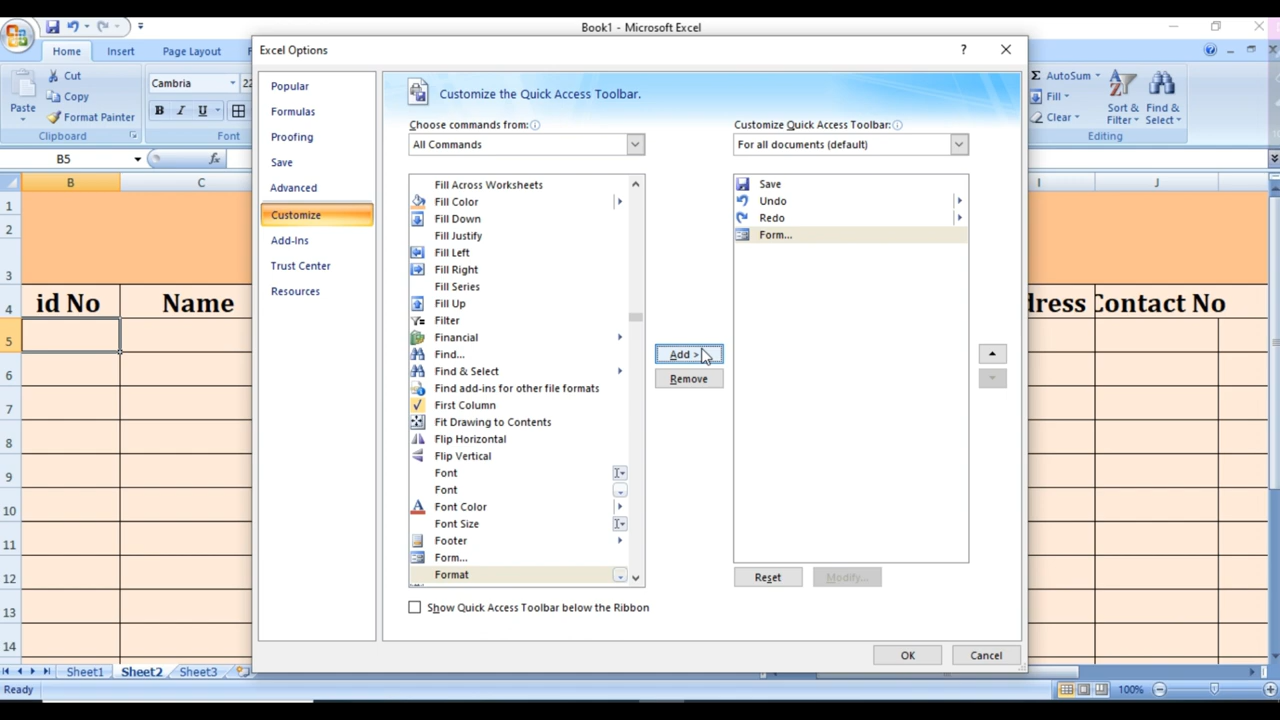 Book1 - Microsoft Excel
Home Insert Page Layout
Excel Options
Cut
Copy
Format Painter
Paste
Clipboard
Cambria 22
B I U
Font
AutoSum
Fill
Clear
Sort & Filter
Find & Select
Editing
B5 fx
B C I J
1
2
3
4 id No Name dress Contact No
5
6
7
8
9
10
11
12
13
14
Popular
Formulas
Proofing
Save
Advanced
Customize
Add-Ins
Trust Center
Resources
Customize the Quick Access Toolbar.
Choose commands from:
All Commands
Fill Across Worksheets
Fill Color
Fill Down
Fill Justify
Fill Left
Fill Right
Fill Series
Fill Up
Filter
Financial
Find...
Find & Select
Find add-ins for other file formats
First Column
Fit Drawing to Contents
Flip Horizontal
Flip Vertical
Font
Font
Font Color
Font Size
Footer
Form...
Format
Show Quick Access Toolbar below the Ribbon
Add >
Remove
Customize Quick Access Toolbar:
For all documents (default)
Save
Undo
Redo
Form...
Reset Modify...
OK Cancel
Sheet1 Sheet2 Sheet3
Ready 100%